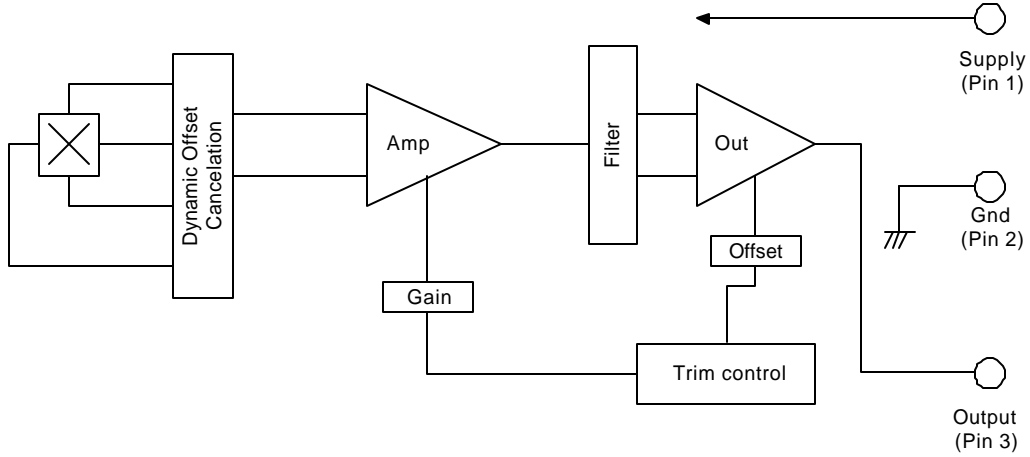 Supply
(Pin 1)
Dynamic Offset
Cancelation
Amp
Filter
Out
Gnd
(Pin 2)
Offset
Gain
Trim control
Output
(Pin 3)